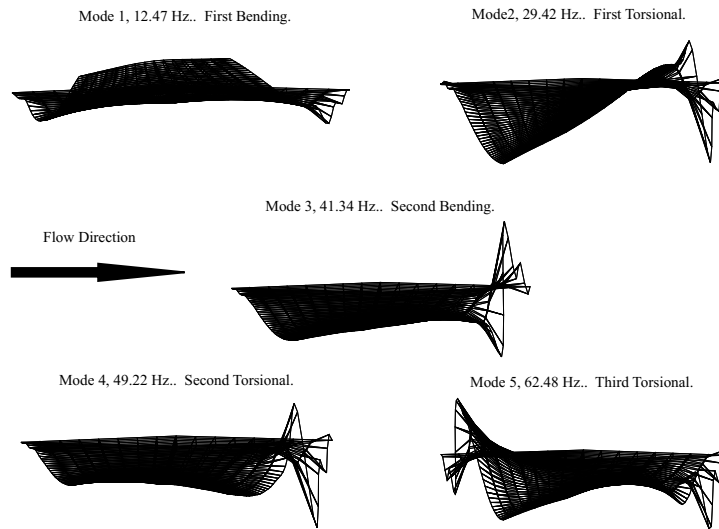 Mode 1, 12.47 Hz.. First Bending.
Mode2, 29.42 Hz.. First Torsional.
Mode 3, 41.34 Hz.. Second Bending.
Flow Direction
Mode 4, 49.22 Hz.. Second Torsional.
Mode 5, 62.48 Hz.. Third Torsional.